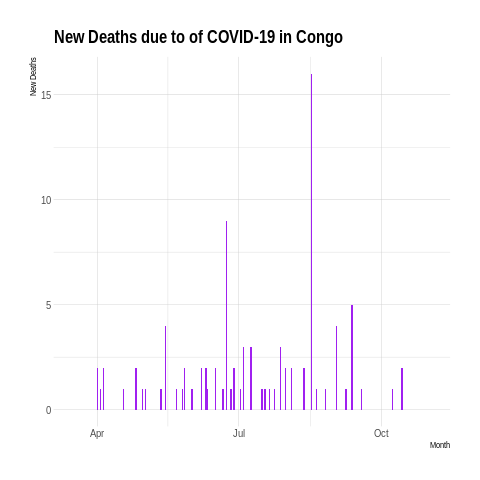 New Deaths due to of COVID-19 in Congo
New Deaths
15
10
5
0
Apr Jul Oct
Month